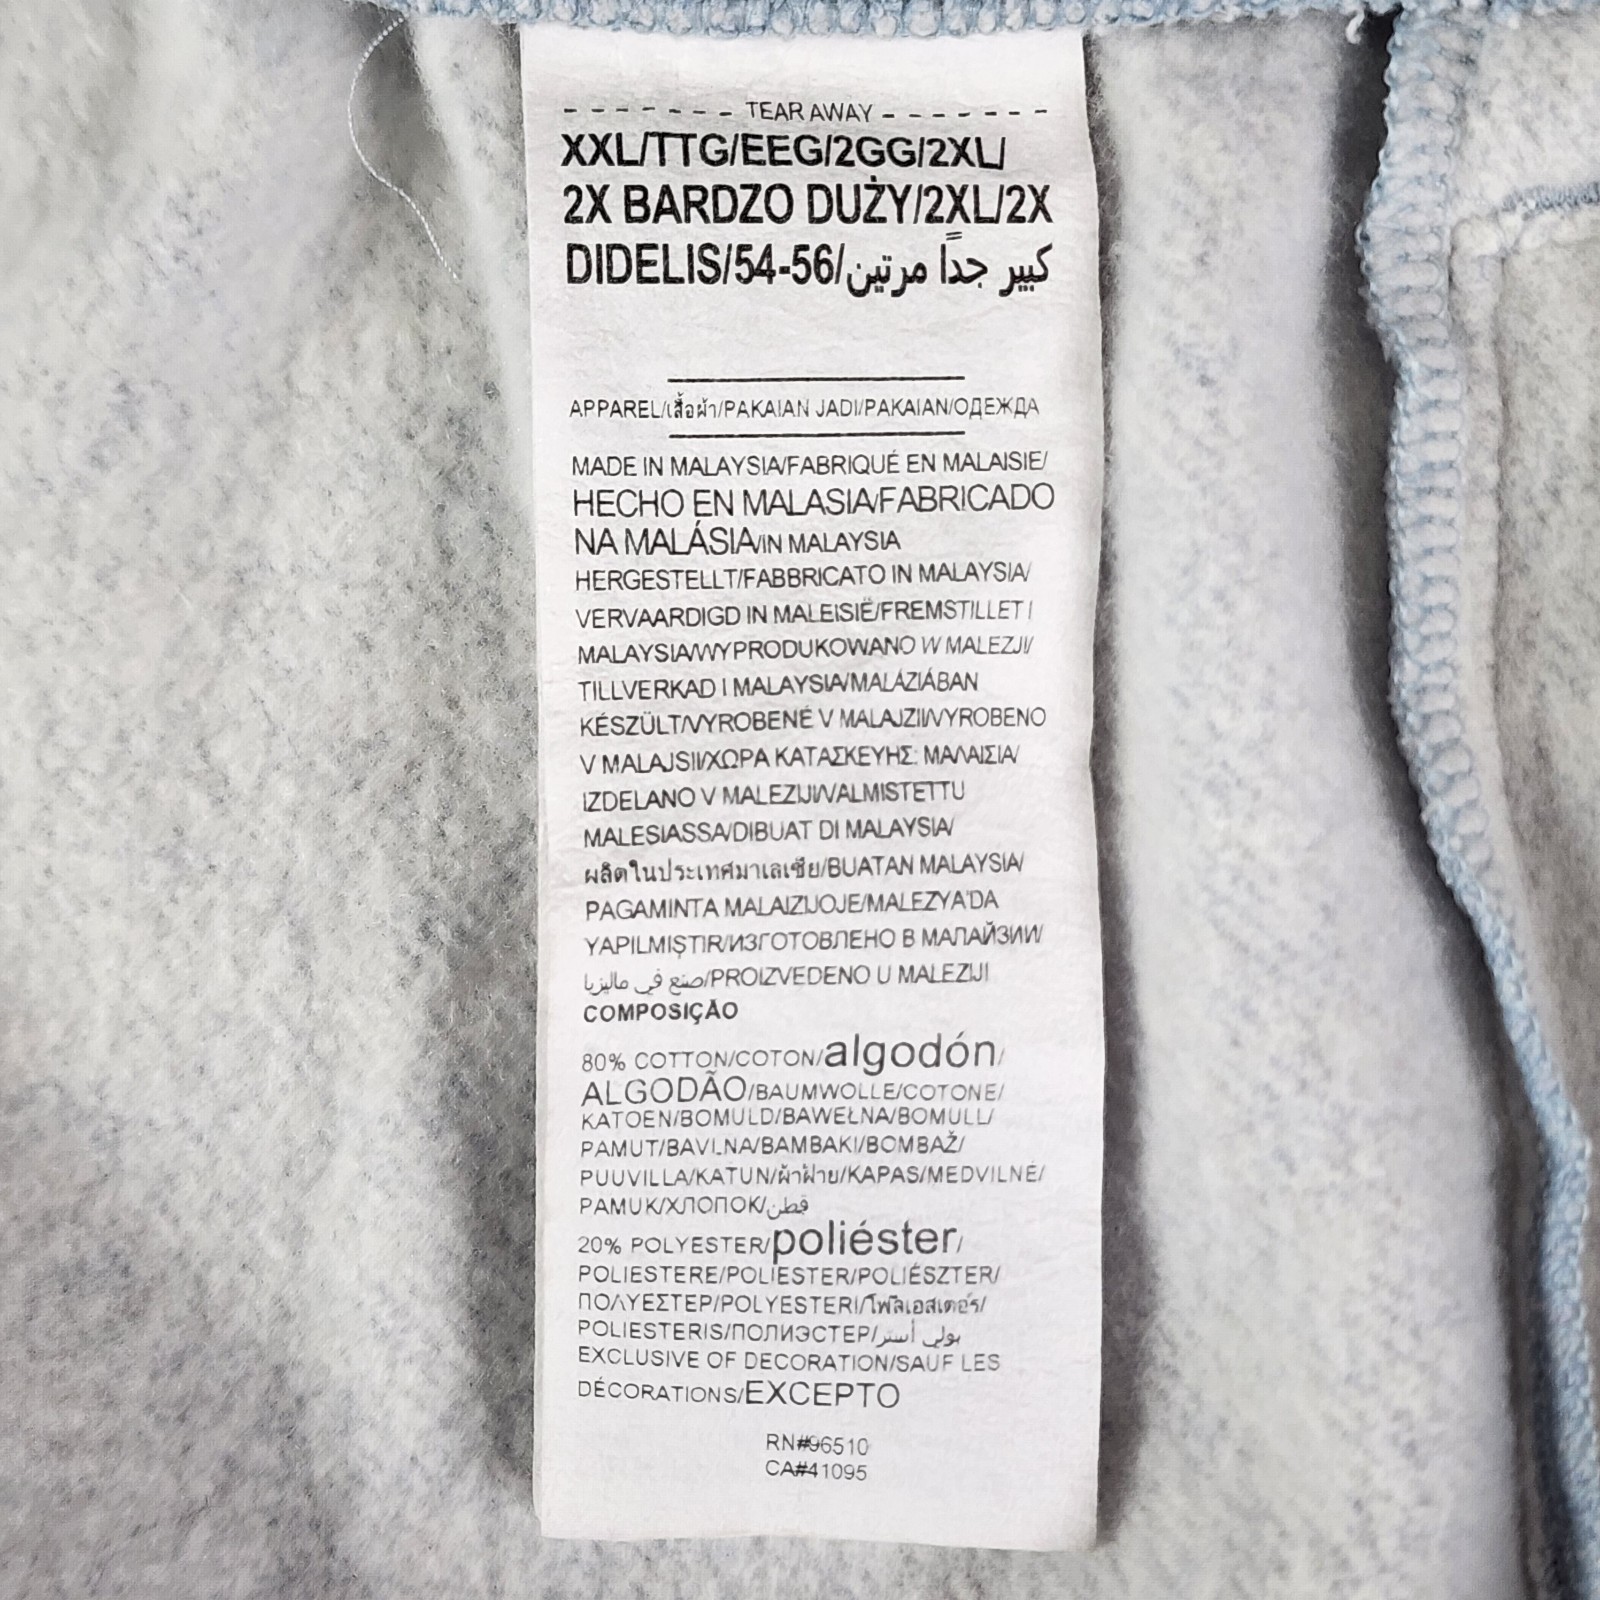 - - - - - - - TEAR AWAY - - - - - - -
XXL/TTG/EEG/2GG/2XL/
2X BARDZO DUŻY/2XL/2X
DIDELIS/54-56/كبير جداً مرتين
APPAREL/เสื้อผ้า/PAKAIAN JADI/PAKAIAN/ОДЕЖДА
MADE IN MALAYSIA/FABRIQUÉ EN MALAISIE/
HECHO EN MALASIA/FABRICADO
NA MALÁSIA/IN MALAYSIA
HERGESTELLT/FABBRICATO IN MALAYSIA/
VERVAARDIGD IN MALEISIË/FREMSTILLET I
MALAYSIA/WYPRODUKOWANO W MALEZJI/
TILLVERKAD I MALAYSIA/MALÁZIÁBAN
KÉSZÜLT/VYROBENÉ V MALAJZII/VYROBENO
V MALAJSII/ΧΩΡΑ ΚΑΤΑΣΚΕΥΗΣ: ΜΑΛΑΙΣΙΑ/
IZDELANO V MALEZIJI/VALMISTETTU
MALESIASSA/DIBUAT DI MALAYSIA/
ผลิตในประเทศมาเลเซีย/BUATAN MALAYSIA/
PAGAMINTA MALAIZIJOJE/MALEZYA'DA
YAPILMIŞTIR/ИЗГОТОВЛЕНО В МАЛАЙЗИИ/
صنع في ماليزيا/PROIZVEDENO U MALEZIJI
COMPOSIÇÃO
80% COTTON/COTON/algodón/
ALGODÃO/BAUMWOLLE/COTONE/
KATOEN/BOMULD/BAWEŁNA/BOMULL/
PAMUT/BAVLNA/BAMBAKI/BOMBAŽ/
PUUVILLA/KATUN/ผ้าฝ้าย/KAPAS/MEDVILNĖ/
PAMUK/ХЛОПОК/قطن
20% POLYESTER/poliéster/
POLIESTERE/POLIESTER/POLIÉSZTER/
ΠΟΛΥΕΣΤΕΡ/POLYESTERI/โพลีเอสเตอร์/
POLIESTERIS/ПОЛИЭСТЕР/بولي أستر
EXCLUSIVE OF DECORATION/SAUF LES
DÉCORATIONS/EXCEPTO
RN#96510
CA#41095